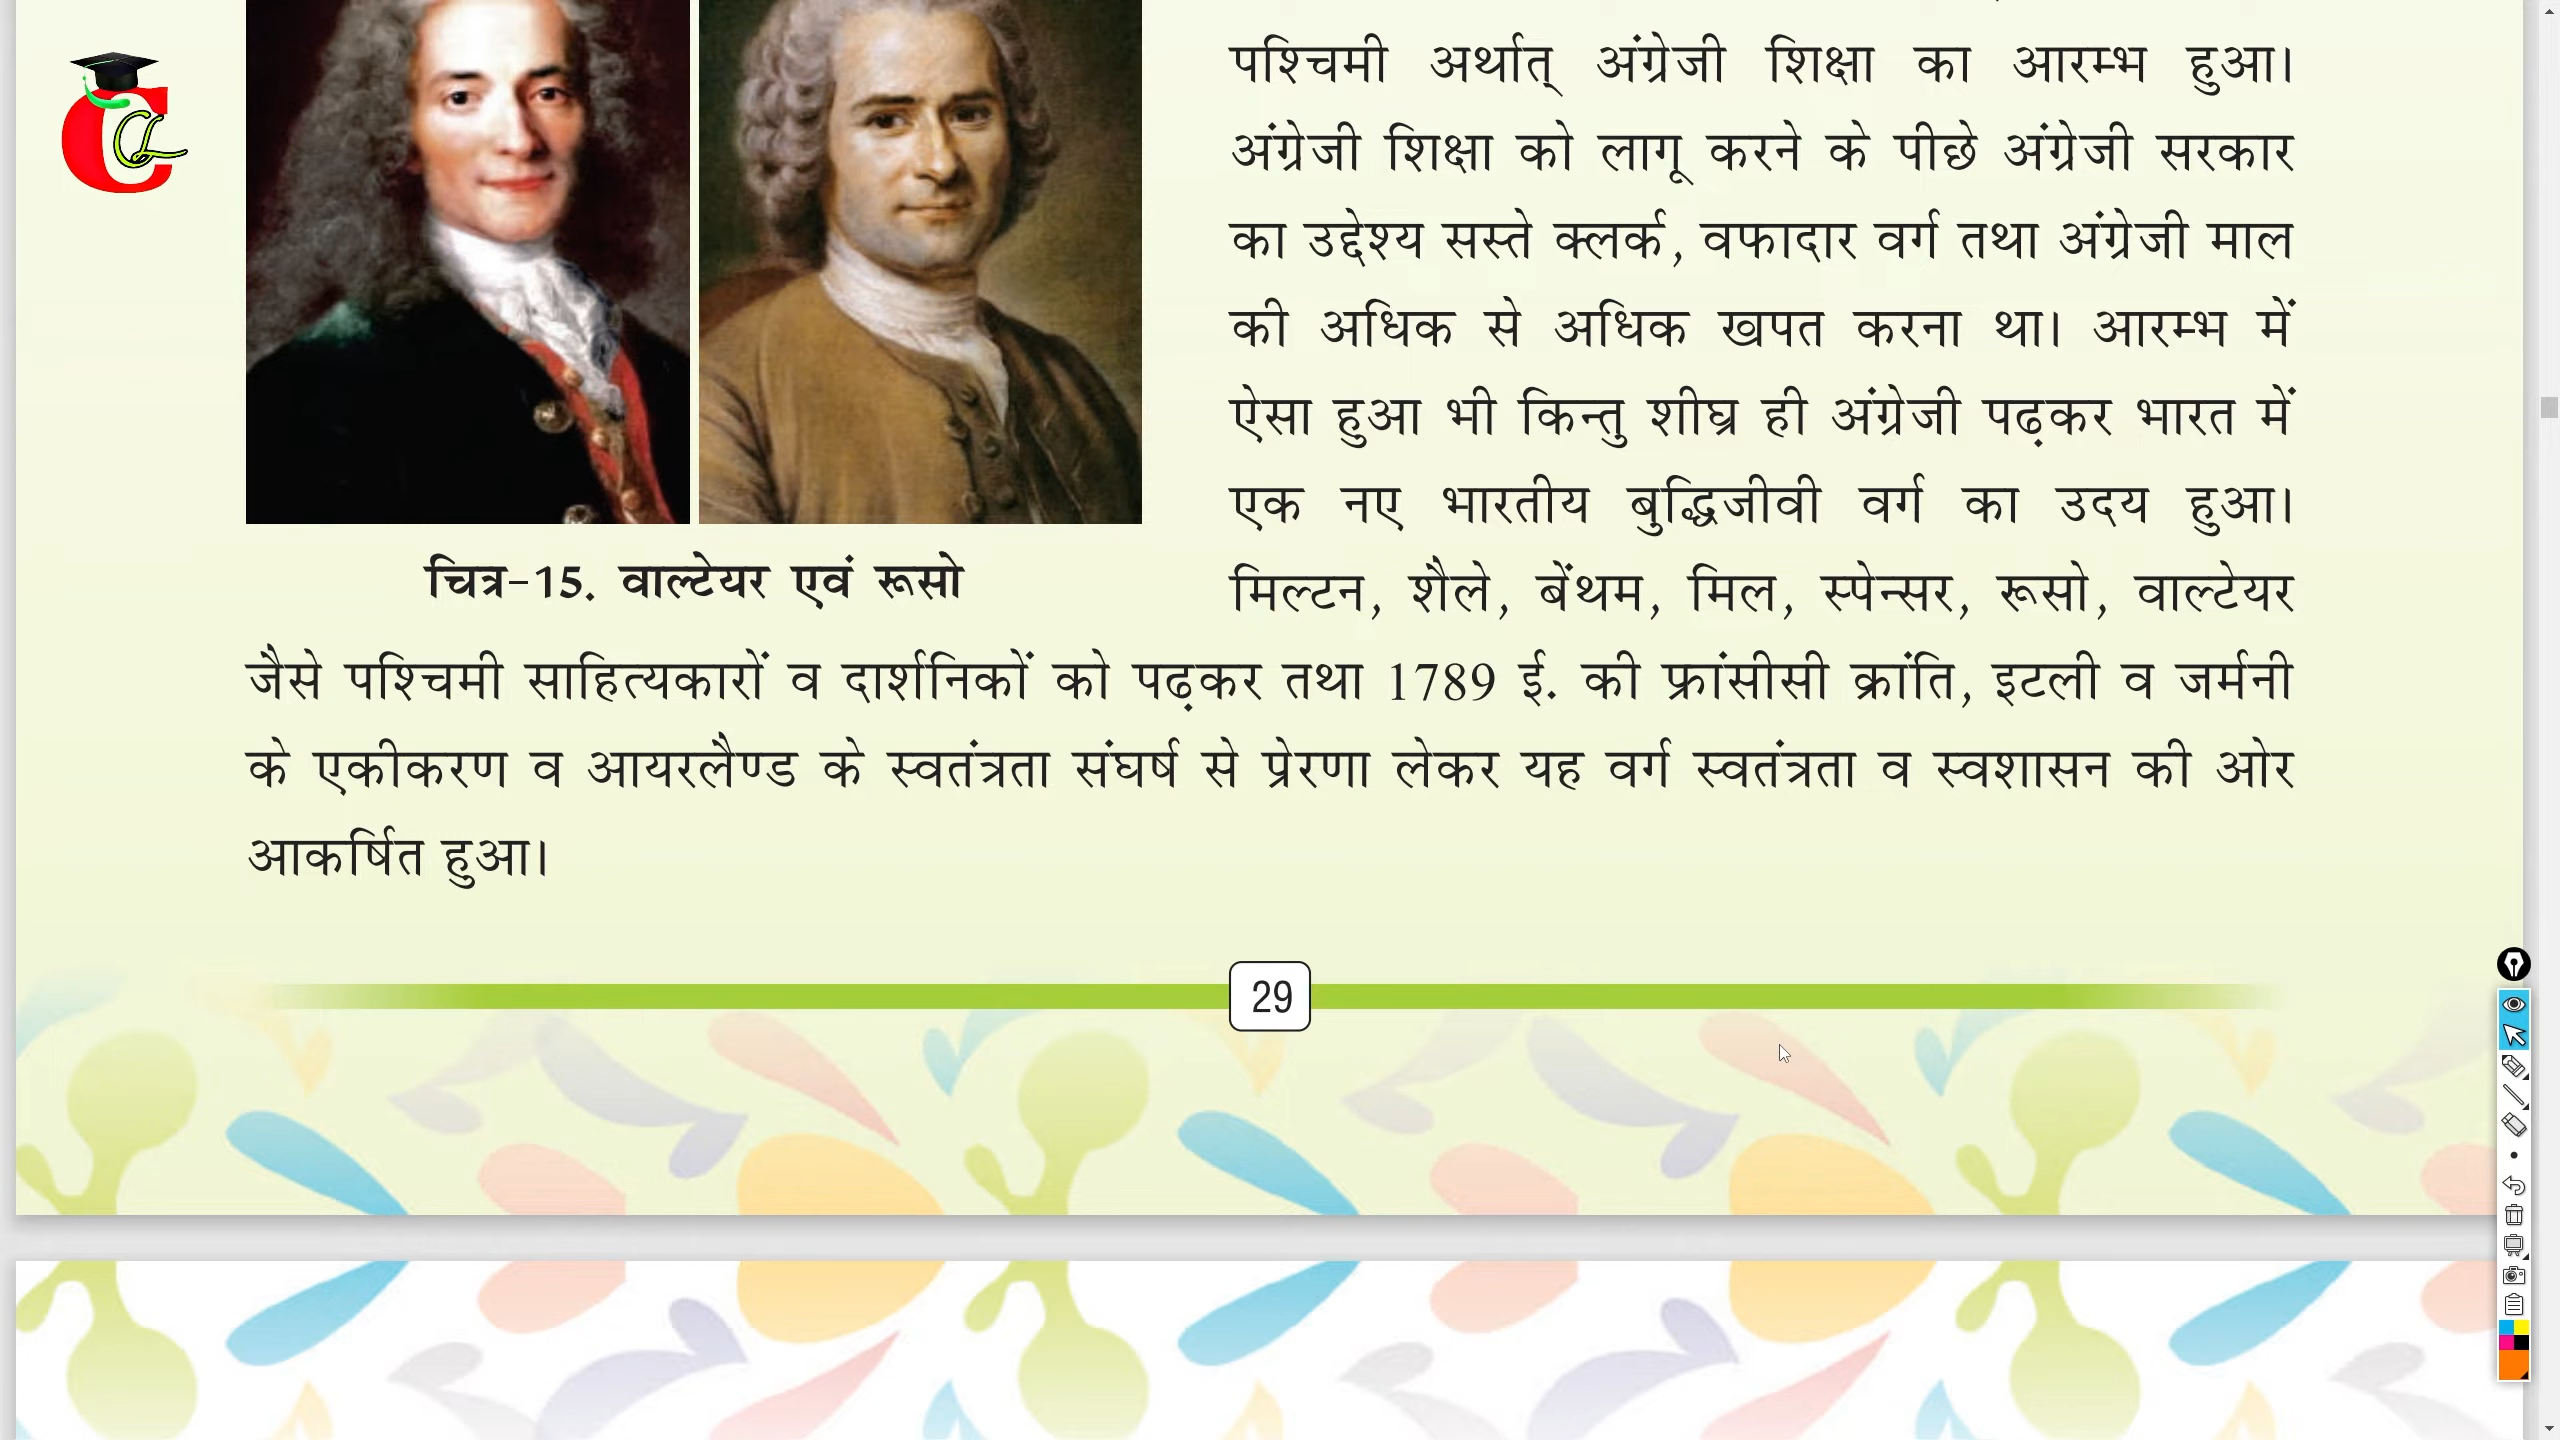 पश्चिमी अर्थात् अंग्रेजी शिक्षा का आरम्भ हुआ।
अंग्रेजी शिक्षा को लागू करने के पीछे अंग्रेजी सरकार
का उद्देश्य सस्ते क्लर्क, वफादार वर्ग तथा अंग्रेजी माल
की अधिक से अधिक खपत करना था। आरम्भ में
ऐसा हुआ भी किन्तु शीघ्र ही अंग्रेजी पढ़कर भारत में
एक नए भारतीय बुद्धिजीवी वर्ग का उदय हुआ।
चित्र-15. वाल्टेयर एवं रूसो
मिल्टन, शैले, बेंथम, मिल, स्पेन्सर, रूसो, वाल्टेयर
जैसे पश्चिमी साहित्यकारों व दार्शनिकों को पढ़कर तथा 1789 ई. की फ्रांसीसी क्रांति, इटली व जर्मनी
के एकीकरण व आयरलैण्ड के स्वतंत्रता संघर्ष से प्रेरणा लेकर यह वर्ग स्वतंत्रता व स्वशासन की ओर
आकर्षित हुआ।
29